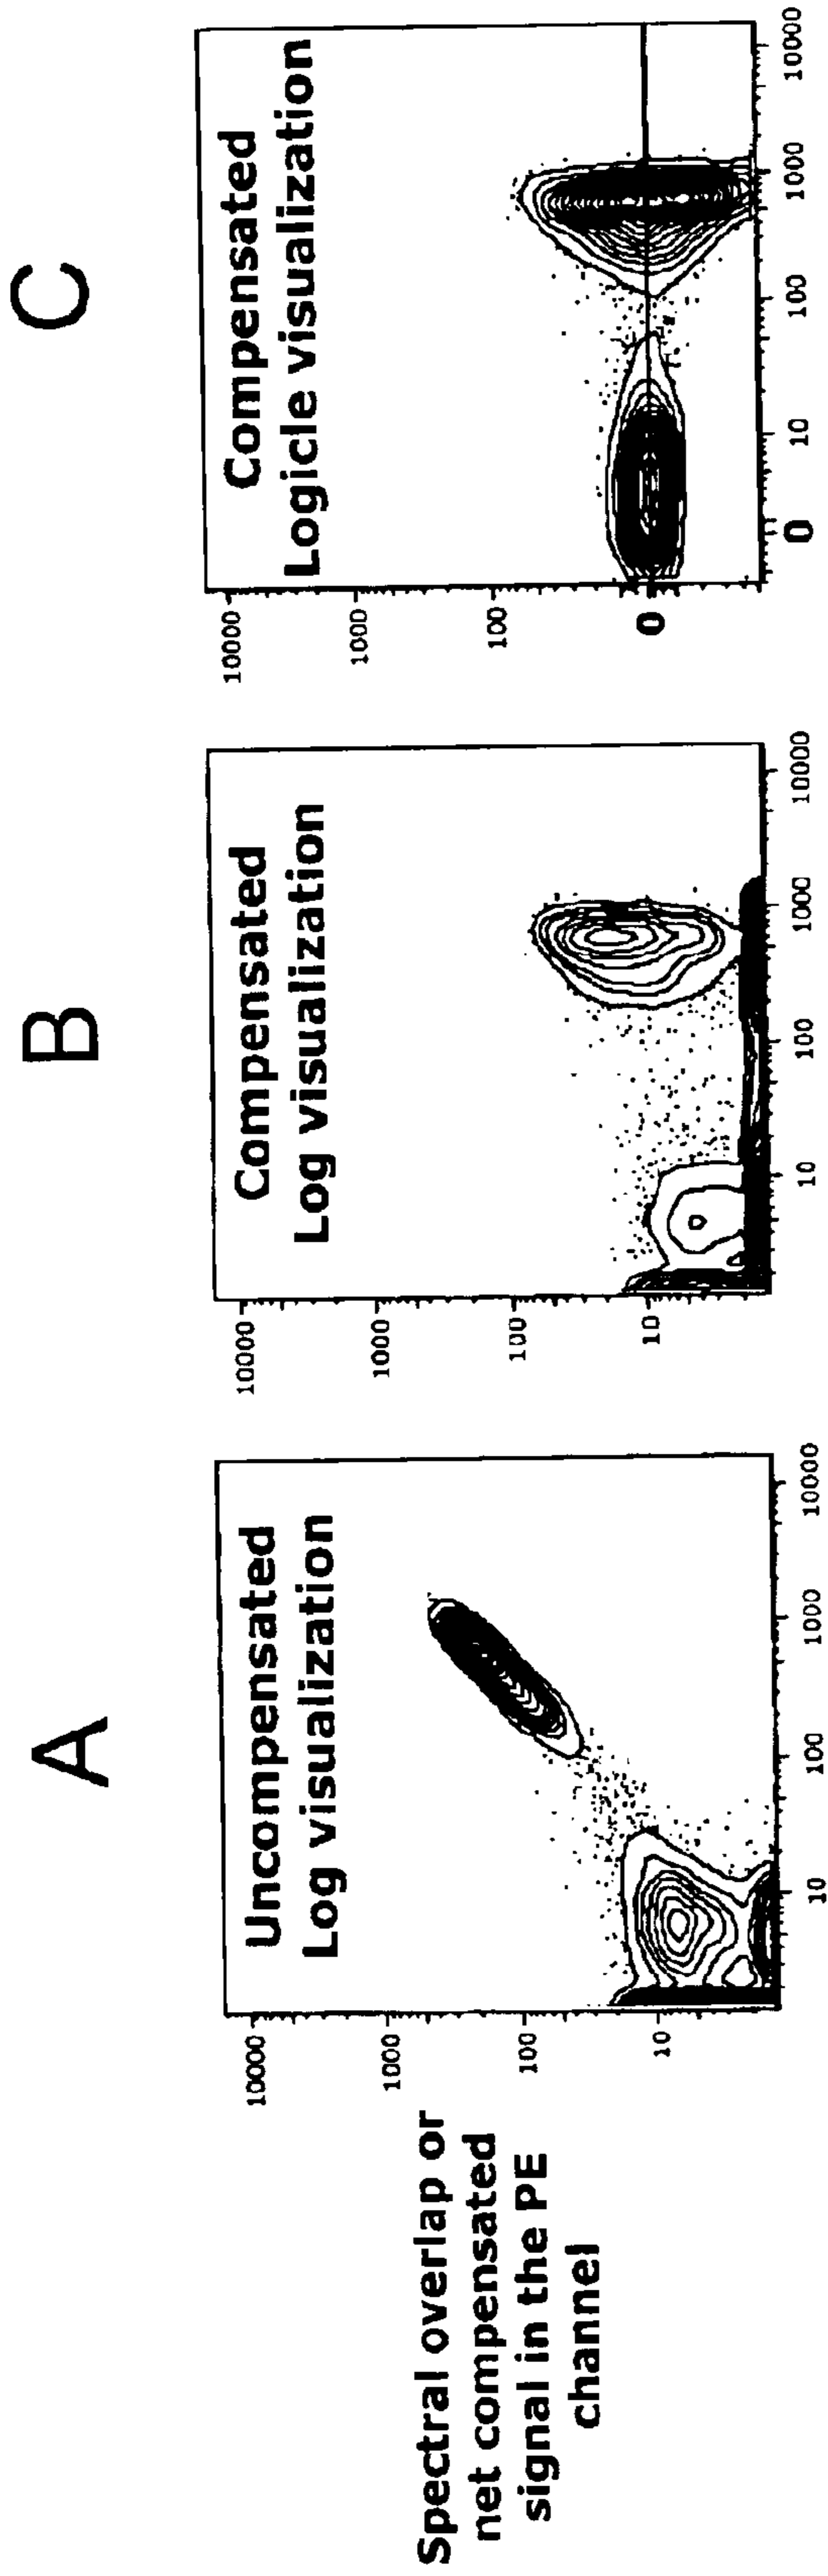 A
B
C
Uncompensated
Log visualization
Compensated
Log visualization
Compensated
Logicle visualization
Spectral overlap or
net compensated
signal in the PE
channel
10000
1000
100
10
10
100
1000
10000
10000
1000
100
10
10
100
1000
10000
10000
1000
100
0
0
10
100
1000
10000